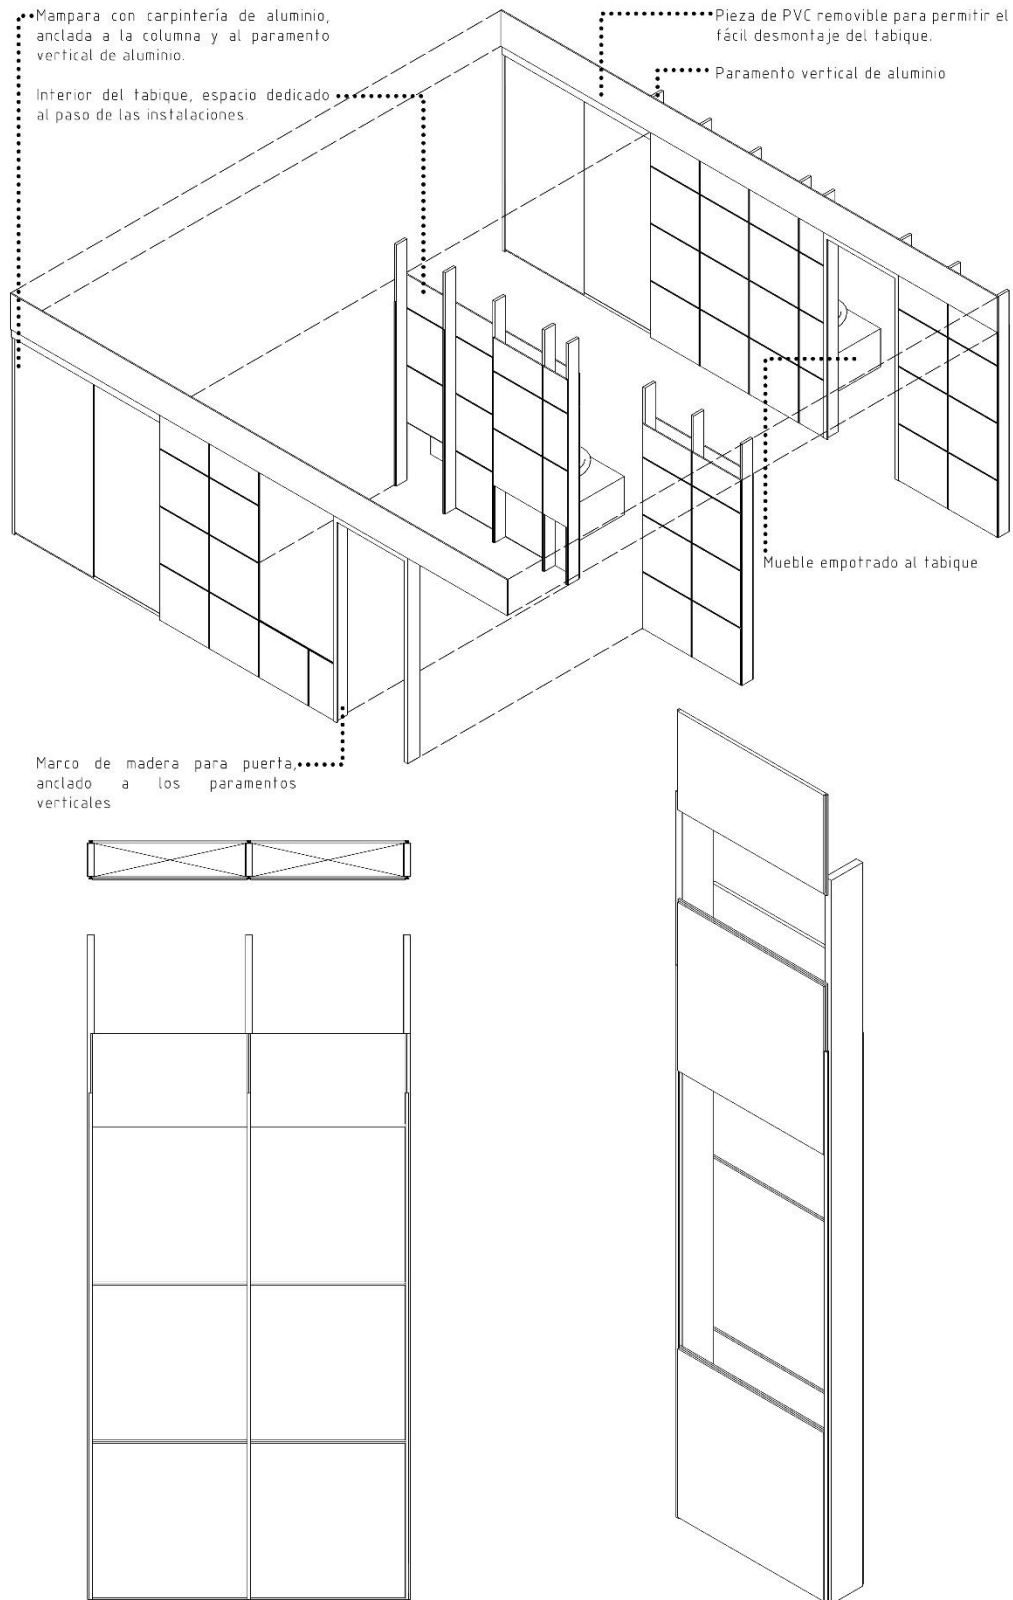 Mampara con carpintería de aluminio,
anclada a la columna y al paramento
vertical de aluminio.
Interior del tabique, espacio dedicado
al paso de las instalaciones
Pieza de PVC removible para permitir el
fácil desmontaje del tabique.
Paramento vertical de aluminio
Mueble empotrado al tabique
Marco de madera para puerta,
anclado a los paramentos
verticales